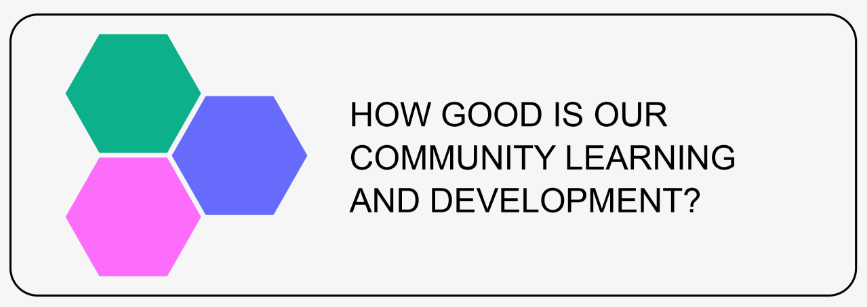 HOW GOOD IS OUR
COMMUNITY LEARNING
AND DEVELOPMENT?